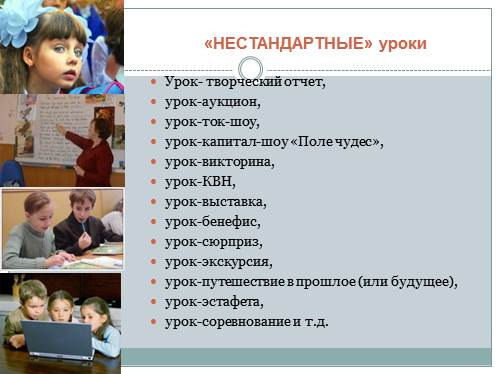 «НЕСТАНДАРТНЫЕ» уроки
Урок- творческий отчет,
урок-аукцион,
урок-ток-шоу,
урок-капитал-шоу «Поле чудес»,
урок-викторина,
урок-КВН,
урок-выставка,
урок-бенефис,
урок-сюрприз,
урок-экскурсия,
урок-путешествие в прошлое (или будущее),
урок-эстафета,
урок-соревнование и т.д.